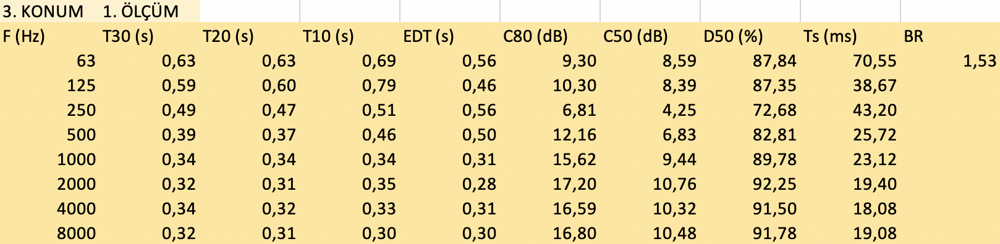 3. KONUM 1. ÖLÇÜM
F (Hz) T30 (s) T20 (s) T10 (s) EDT (s) C80 (dB) C50 (dB) D50 (%) Ts (ms) BR
63 0,63 0,63 0,69 0,56 9,30 8,59 87,84 70,55 1,53
125 0,59 0,60 0,79 0,46 10,30 8,39 87,35 38,67
250 0,49 0,47 0,51 0,56 6,81 4,25 72,68 43,20
500 0,39 0,37 0,46 0,50 12,16 6,83 82,81 25,72
1000 0,34 0,34 0,34 0,31 15,62 9,44 89,78 23,12
2000 0,32 0,31 0,35 0,28 17,20 10,76 92,25 19,40
4000 0,34 0,32 0,33 0,31 16,59 10,32 91,50 18,08
8000 0,32 0,31 0,30 0,30 16,80 10,48 91,78 19,08